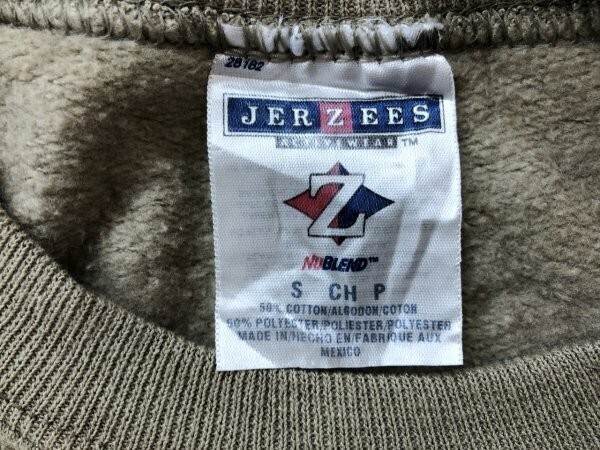 28162
JERZEES
ACTIVEWEAR™
Z
NUBLEND™
S CH P
50% COTTON/ALGODON/COTON
50% POLYESTER/POLIESTER/POLYESTER
MADE IN/HECHO EN/FABRIQUE AUX
MEXICO